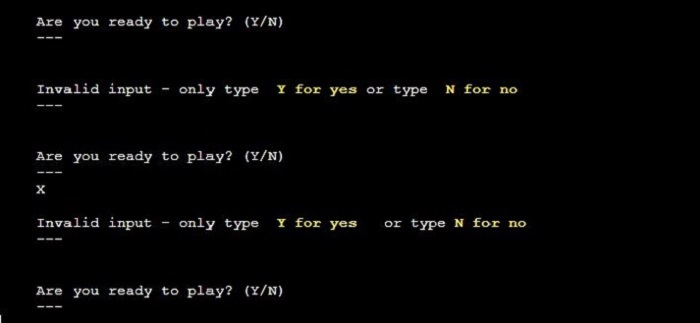 Are you ready to play? (Y/N)
---
Invalid input - only type  Y for yes or type  N for no
---
Are you ready to play? (Y/N)
---
X
Invalid input - only type  Y for yes   or type N for no
---
Are you ready to play? (Y/N)
---